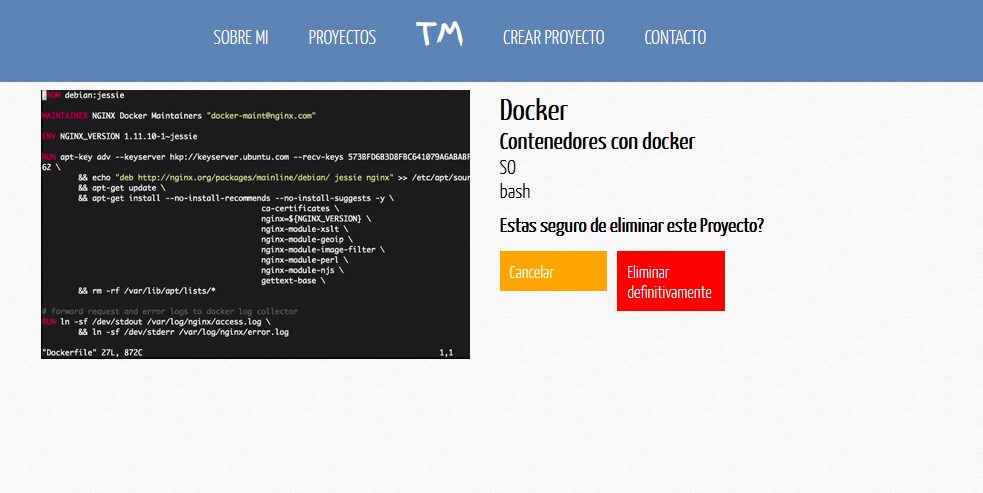 SOBRE MI PROYECTOS TM CREAR PROYECTO CONTACTO
FROM debian:jessie
MAINTAINER NGINX Docker Maintainers "docker-maint@nginx.com"
ENV NGINX_VERSION 1.11.10-1~jessie
RUN apt-key adv --keyserver hkp://keyserver.ubuntu.com --recv-keys 573BFD6B3D8FBC641079A6ABABF
62 \
&& echo "deb http://nginx.org/packages/mainline/debian/ jessie nginx" >> /etc/apt/sour
&& apt-get update \
&& apt-get install --no-install-recommends --no-install-suggests -y \
ca-certificates \
nginx=${NGINX_VERSION} \
nginx-module-xslt \
nginx-module-geoip \
nginx-module-image-filter \
nginx-module-perl \
nginx-module-njs \
gettext-base \
&& rm -rf /var/lib/apt/lists/*
# forward request and error logs to docker log collector
RUN ln -sf /dev/stdout /var/log/nginx/access.log \
&& ln -sf /dev/stderr /var/log/nginx/error.log
"Dockerfile" 27L, 872C 1,1
Docker
Contenedores con docker
SO
bash
Estas seguro de eliminar este Proyecto?
Cancelar
Eliminar
definitivamente